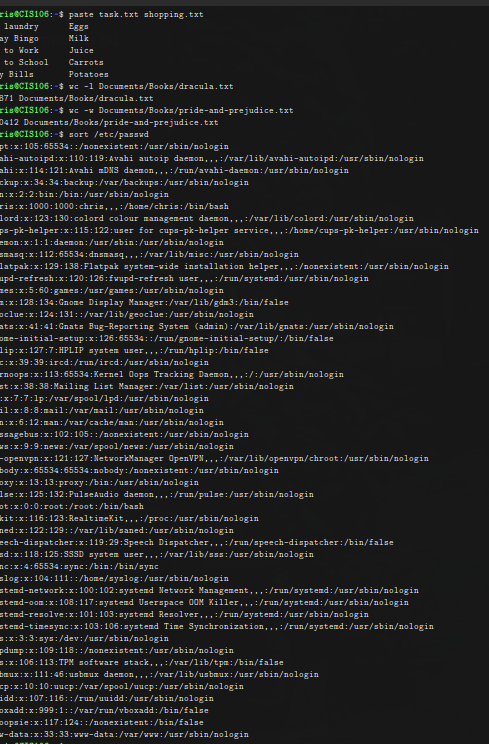 ris@CIS106:~$ paste task.txt shopping.txt
laundry Eggs
ay Bingo Milk
to Work Juice
to School Carrots
y Bills Potatoes
ris@CIS106:~$ wc -l Documents/Books/dracula.txt
871 Documents/Books/dracula.txt
ris@CIS106:~$ wc -w Documents/Books/pride-and-prejudice.txt
0412 Documents/Books/pride-and-prejudice.txt
ris@CIS106:~$ sort /etc/passwd
pt:x:105:65534::/nonexistent:/usr/sbin/nologin
ahi-autoipd:x:110:119:Avahi autoip daemon,,,:/var/lib/avahi-autoipd:/usr/sbin/nologin
ahi:x:114:121:Avahi mDNS daemon,,,:/run/avahi-daemon:/usr/sbin/nologin
ckup:x:34:34:backup:/var/backups:/usr/sbin/nologin
n:x:2:2:bin:/bin:/usr/sbin/nologin
ris:x:1000:1000:chris,,,:/home/chris:/bin/bash
lord:x:123:130:colord colour management daemon,,,:/var/lib/colord:/usr/sbin/nologin
ps-pk-helper:x:115:122:user for cups-pk-helper service,,,:/home/cups-pk-helper:/usr/sbin/nologin
emon:x:1:1:daemon:/usr/sbin:/usr/sbin/nologin
smasq:x:112:65534:dnsmasq,,,:/var/lib/misc:/usr/sbin/nologin
atpak:x:129:138:Flatpak system-wide installation helper,,,:/nonexistent:/usr/sbin/nologin
upd-refresh:x:120:126:fwupd-refresh user,,,:/run/systemd:/usr/sbin/nologin
mes:x:5:60:games:/usr/games:/usr/sbin/nologin
m:x:128:134:Gnome Display Manager:/var/lib/gdm3:/bin/false
oclue:x:124:131::/var/lib/geoclue:/usr/sbin/nologin
ats:x:41:41:Gnats Bug-Reporting System (admin):/var/lib/gnats:/usr/sbin/nologin
ome-initial-setup:x:126:65534::/run/gnome-initial-setup/:/bin/false
lip:x:127:7:HPLIP system user,,,:/run/hplip:/bin/false
c:x:39:39:ircd:/run/ircd:/usr/sbin/nologin
rnoops:x:113:65534:Kernel Oops Tracking Daemon,,,:/:/usr/sbin/nologin
st:x:38:38:Mailing List Manager:/var/list:/usr/sbin/nologin
:x:7:7:lp:/var/spool/lpd:/usr/sbin/nologin
il:x:8:8:mail:/var/mail:/usr/sbin/nologin
n:x:6:12:man:/var/cache/man:/usr/sbin/nologin
ssagebus:x:102:105::/nonexistent:/usr/sbin/nologin
ws:x:9:9:news:/var/spool/news:/usr/sbin/nologin
-openvpn:x:121:127:NetworkManager OpenVPN,,,:/var/lib/openvpn/chroot:/usr/sbin/nologin
body:x:65534:65534:nobody:/nonexistent:/usr/sbin/nologin
oxy:x:13:13:proxy:/bin:/usr/sbin/nologin
lse:x:125:132:PulseAudio daemon,,,:/run/pulse:/usr/sbin/nologin
ot:x:0:0:root:/root:/bin/bash
kit:x:116:123:RealtimeKit,,,:/proc:/usr/sbin/nologin
ned:x:122:129::/var/lib/saned:/usr/sbin/nologin
eech-dispatcher:x:119:29:Speech Dispatcher,,,:/run/speech-dispatcher:/bin/false
sd:x:118:125:SSSD system user,,,:/var/lib/sss:/usr/sbin/nologin
nc:x:4:65534:sync:/bin:/bin/sync
slog:x:104:111::/home/syslog:/usr/sbin/nologin
stemd-network:x:100:102:systemd Network Management,,,:/run/systemd:/usr/sbin/nologin
stemd-oom:x:108:117:systemd Userspace OOM Killer,,,:/run/systemd:/usr/sbin/nologin
stemd-resolve:x:101:103:systemd Resolver,,,:/run/systemd:/usr/sbin/nologin
stemd-timesync:x:103:106:systemd Time Synchronization,,,:/run/systemd:/usr/sbin/nologin
s:x:3:3:sys:/dev:/usr/sbin/nologin
pdump:x:109:118::/nonexistent:/usr/sbin/nologin
s:x:106:113:TPM software stack,,,:/var/lib/tpm:/bin/false
bmux:x:111:46:usbmux daemon,,,:/var/lib/usbmux:/usr/sbin/nologin
cp:x:10:10:uucp:/var/spool/uucp:/usr/sbin/nologin
idd:x:107:116::/run/uuidd:/usr/sbin/nologin
oxadd:x:999:1::/var/run/vboxadd:/bin/false
oopsie:x:117:124::/nonexistent:/bin/false
w-data:x:33:33:www-data:/var/www:/usr/sbin/nologin